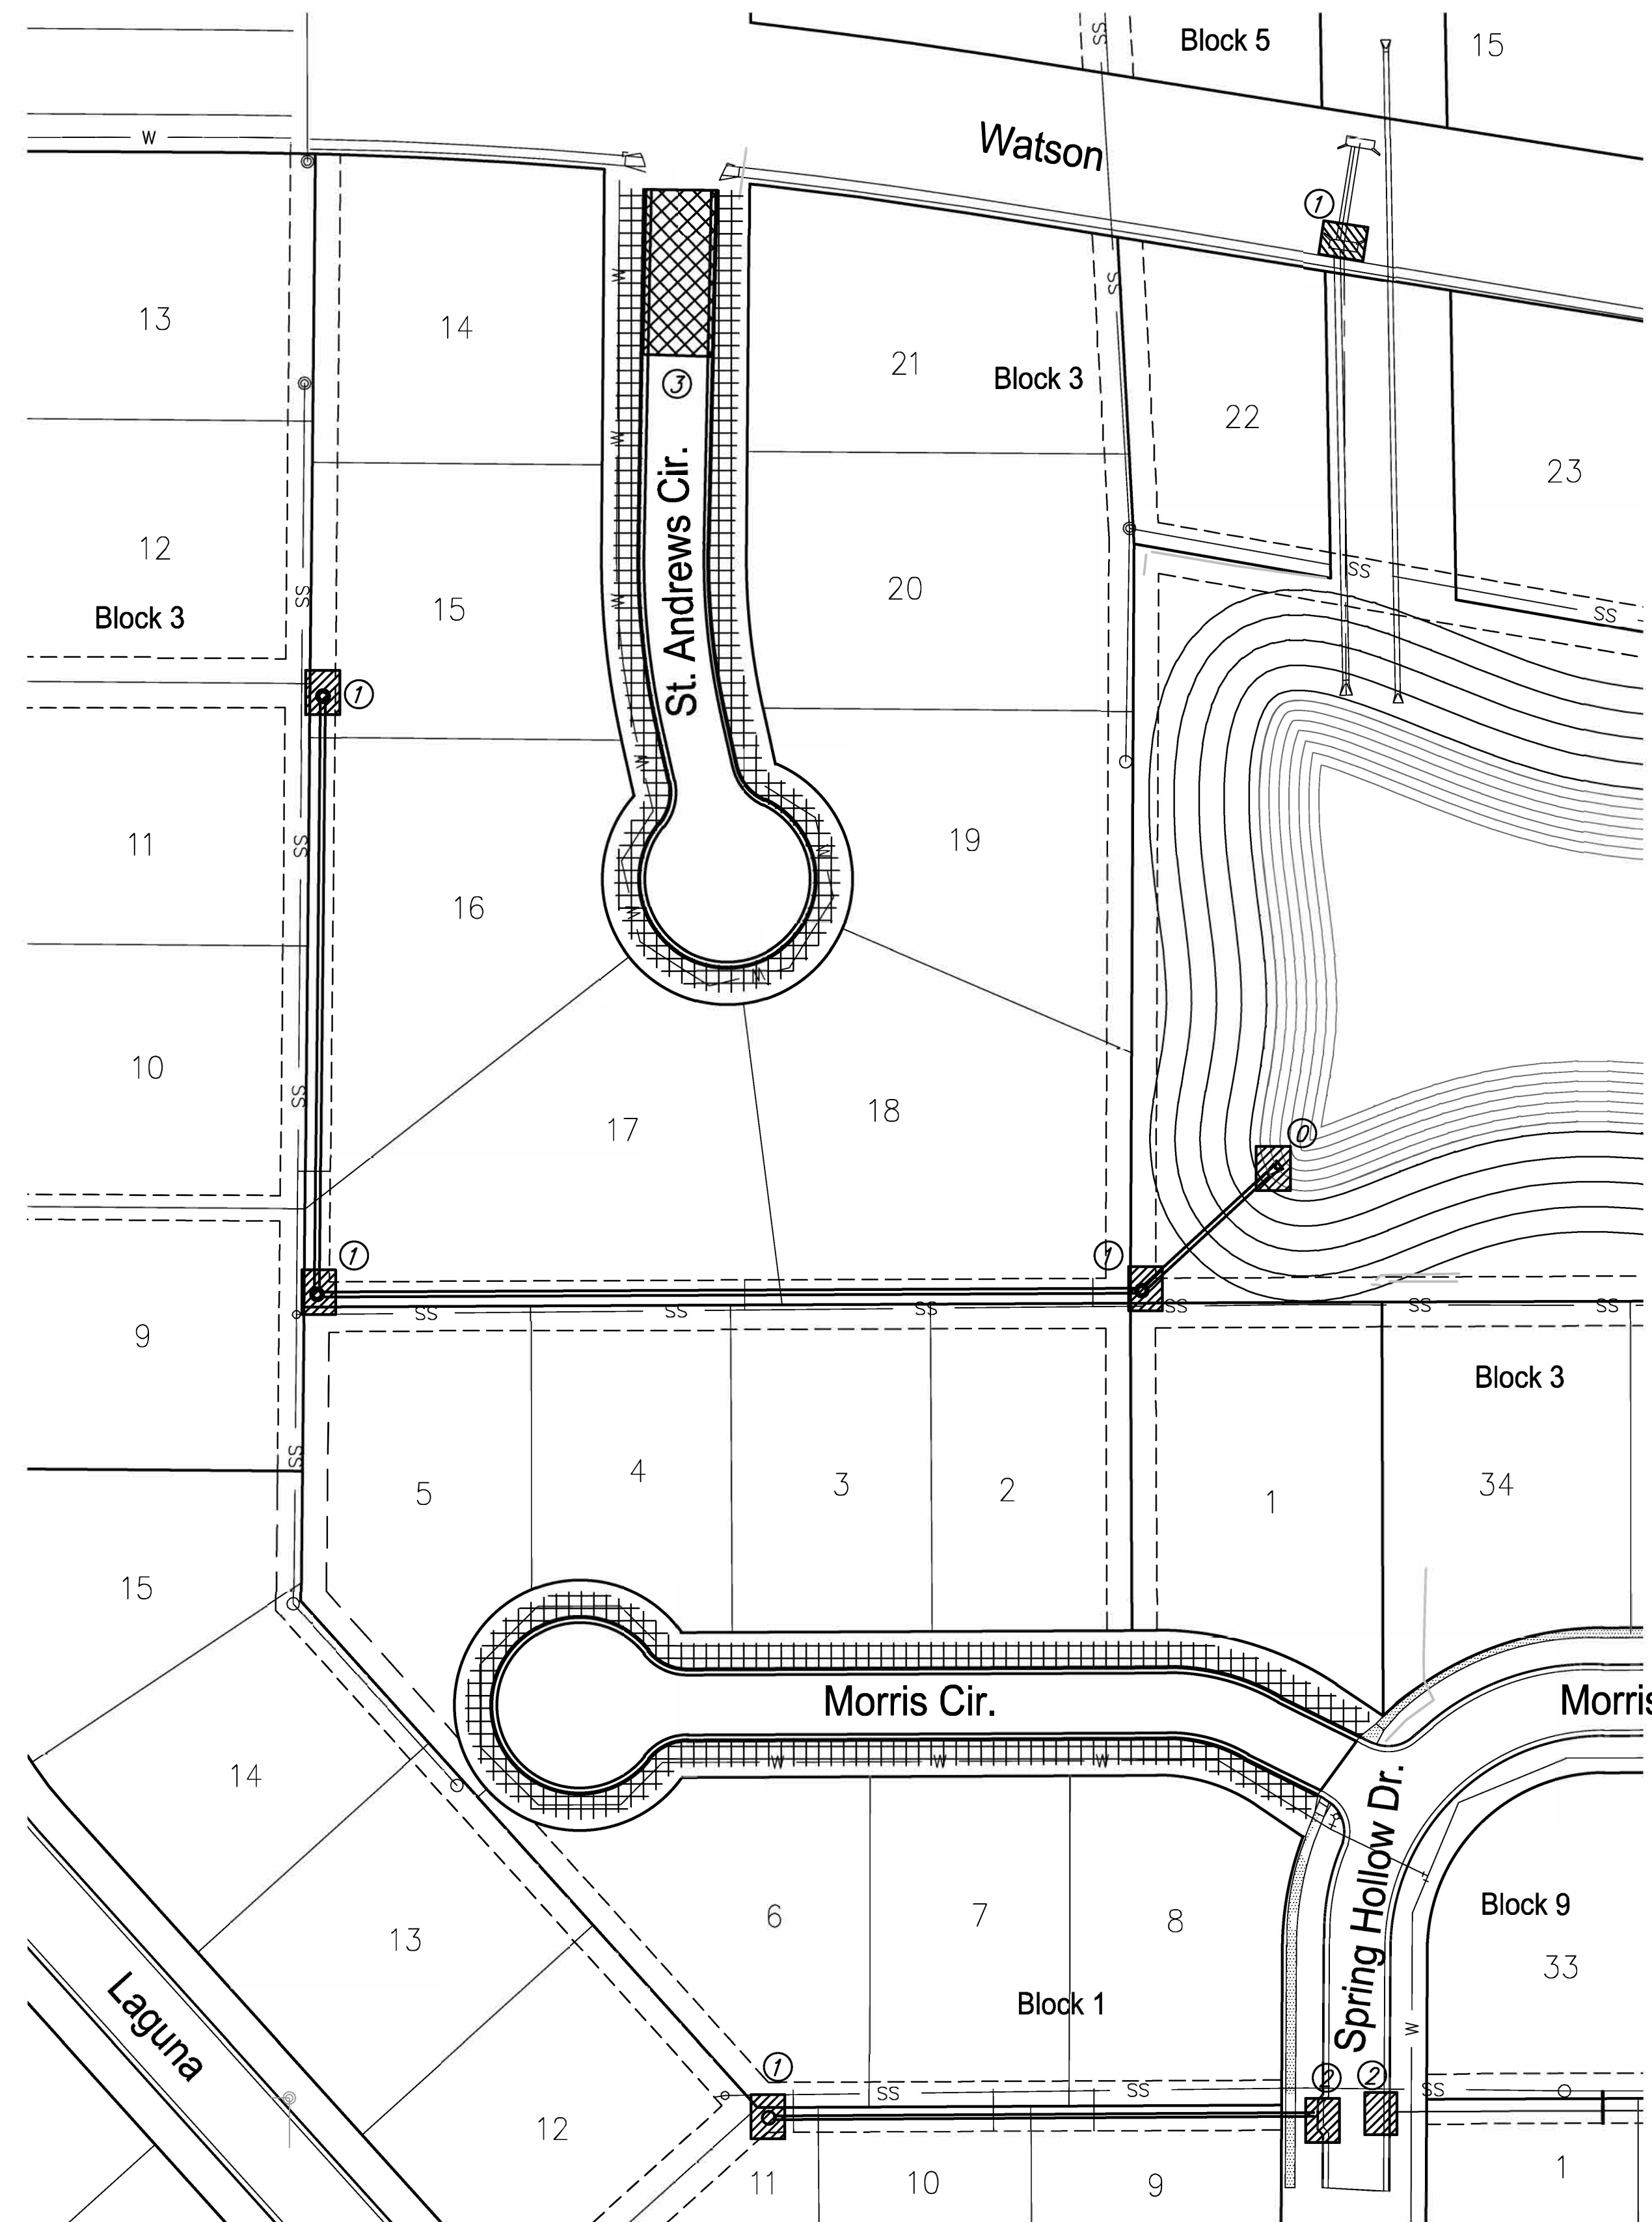 Block 5
15
W
SS
Watson
1
13
14
SS
21
Block 3
22
3
W
23
12
Block 3
SS
15
W
St. Andrews Cir.
W
20
SS
SS
1
W
11
SS
16
19
W
W
W
10
SS
17
18
0
1
1
SS
SS
SS
SS
SS
SS
9
Block 3
SS
5
4
3
2
1
34
15
Morris Cir.
Morris
W
W
W
14
Spring Hollow Dr.
13
6
7
8
Block 9
33
Laguna
Block 1
W
1
2
2
SS
SS
SS
12
11
10
9
1